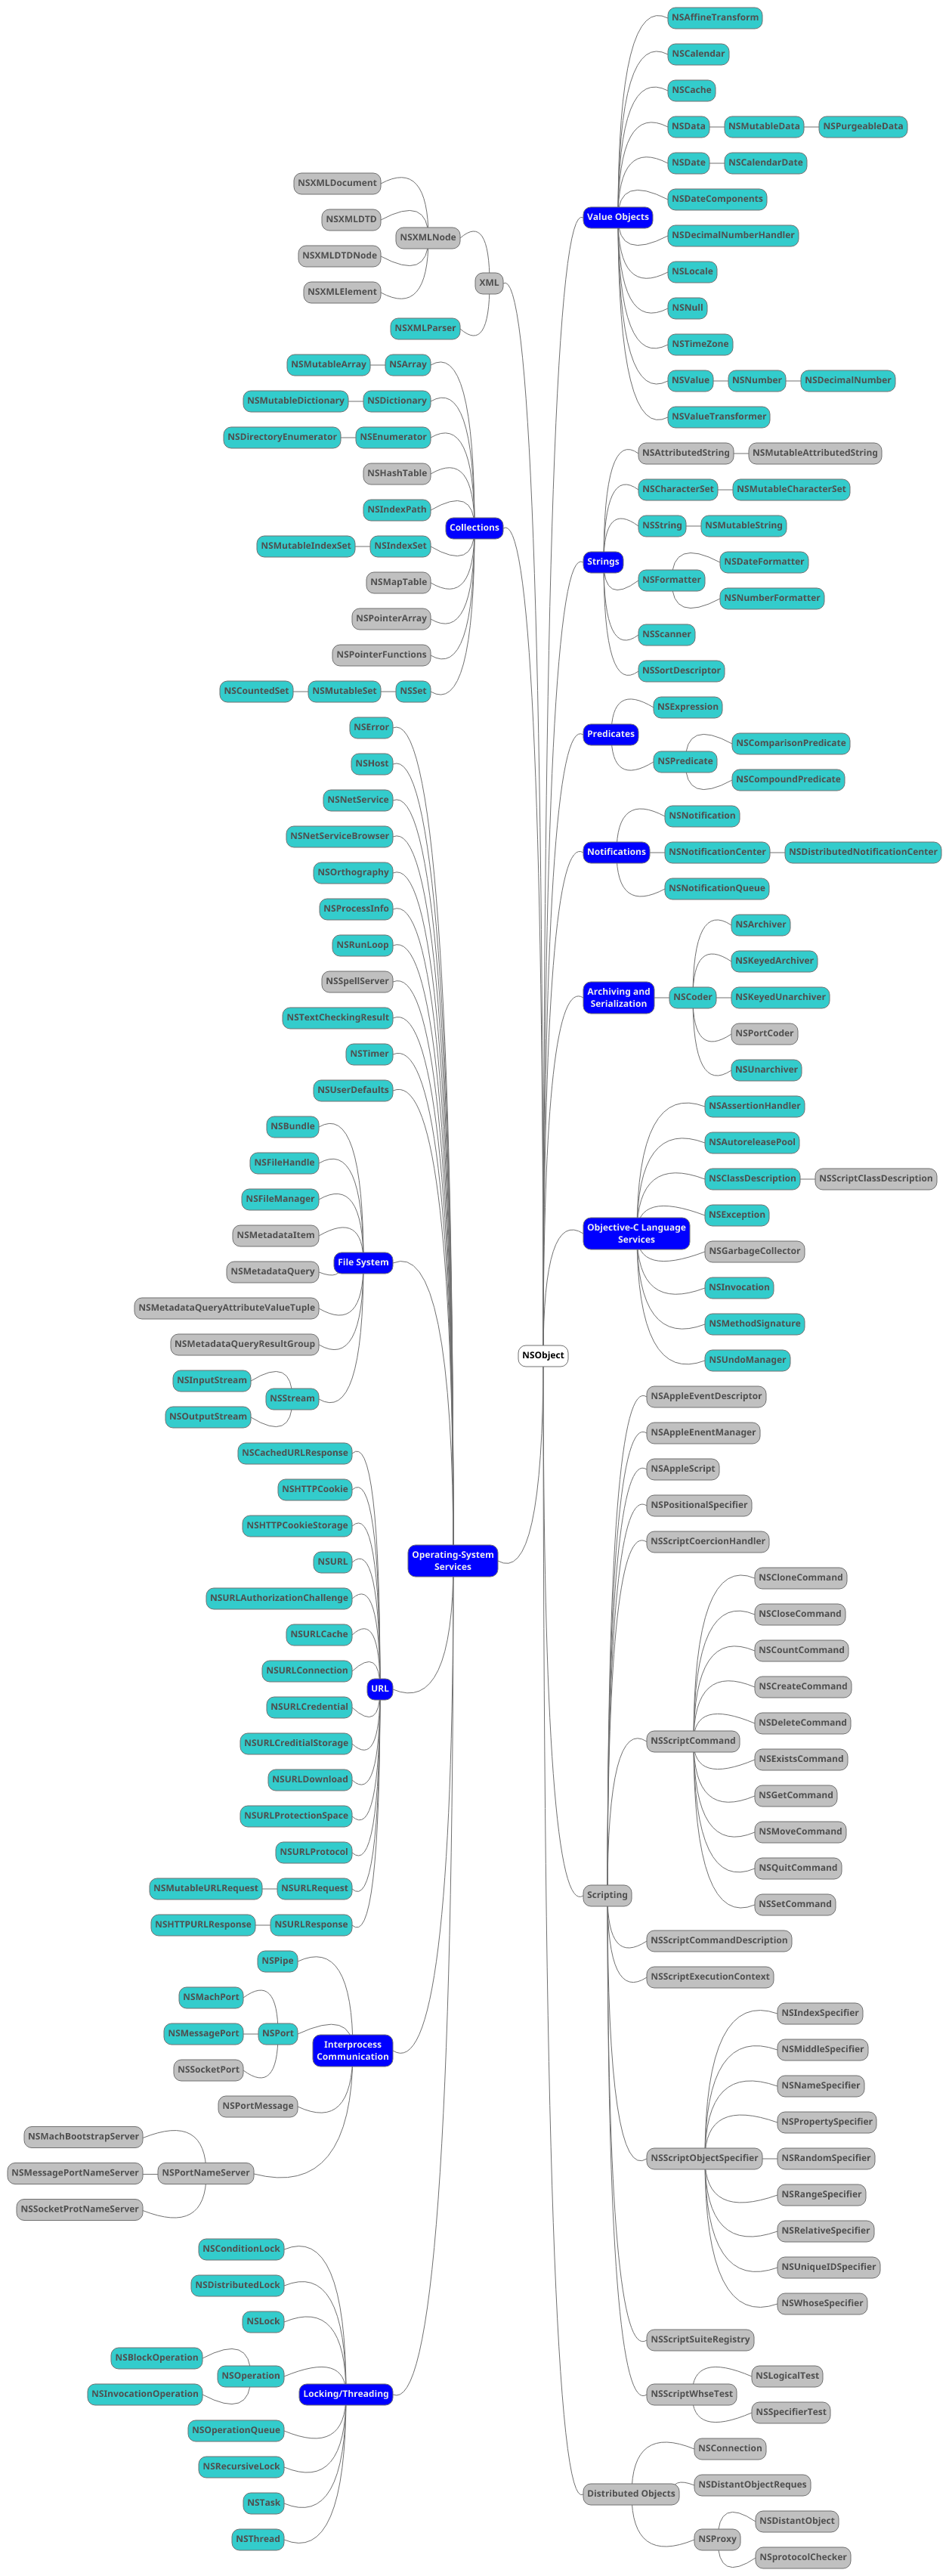 NSObject
Value Objects
NSAffineTransform
NSCalendar
NSCache
NSData
NSMutableData
NSPurgeableData
NSDate
NSCalendarDate
NSDateComponents
NSDecimalNumberHandler
NSLocale
NSNull
NSTimeZone
NSValue
NSNumber
NSDecimalNumber
NSValueTransformer
Strings
NSAttributedString
NSMutableAttributedString
NSCharacterSet
NSMutableCharacterSet
NSString
NSMutableString
NSFormatter
NSDateFormatter
NSNumberFormatter
NSScanner
NSSortDescriptor
Predicates
NSExpression
NSPredicate
NSComparisonPredicate
NSCompoundPredicate
Notifications
NSNotification
NSNotificationCenter
NSDistributedNotificationCenter
NSNotificationQueue
Archiving and
Serialization
NSCoder
NSArchiver
NSKeyedArchiver
NSKeyedUnarchiver
NSPortCoder
NSUnarchiver
Objective-C Language
Services
NSAssertionHandler
NSAutoreleasePool
NSClassDescription
NSScriptClassDescription
NSException
NSGarbageCollector
NSInvocation
NSMethodSignature
NSUndoManager
Scripting
NSAppleEventDescriptor
NSAppleEnentManager
NSAppleScript
NSPositionalSpecifier
NSScriptCoercionHandler
NSScriptCommand
NSCloneCommand
NSCloseCommand
NSCountCommand
NSCreateCommand
NSDeleteCommand
NSExistsCommand
NSGetCommand
NSMoveCommand
NSQuitCommand
NSSetCommand
NSScriptCommandDescription
NSScriptExecutionContext
NSScriptObjectSpecifier
NSIndexSpecifier
NSMiddleSpecifier
NSNameSpecifier
NSPropertySpecifier
NSRandomSpecifier
NSRangeSpecifier
NSRelativeSpecifier
NSUniqueIDSpecifier
NSWhoseSpecifier
NSScriptSuiteRegistry
NSScriptWhseTest
NSLogicalTest
NSSpecifierTest
Distributed Objects
NSConnection
NSDistantObjectReques
NSProxy
NSDistantObject
NSprotocolChecker
XML
NSXMLNode
NSXMLDocument
NSXMLDTD
NSXMLDTDNode
NSXMLElement
NSXMLParser
Collections
NSArray
NSMutableArray
NSDictionary
NSMutableDictionary
NSEnumerator
NSDirectoryEnumerator
NSHashTable
NSIndexPath
NSIndexSet
NSMutableIndexSet
NSMapTable
NSPointerArray
NSPointerFunctions
NSSet
NSMutableSet
NSCountedSet
Operating-System
Services
NSError
NSHost
NSNetService
NSNetServiceBrowser
NSOrthography
NSProcessInfo
NSRunLoop
NSSpellServer
NSTextCheckingResult
NSTimer
NSUserDefaults
File System
NSBundle
NSFileHandle
NSFileManager
NSMetadataItem
NSMetadataQuery
NSMetadataQueryAttributeValueTuple
NSMetadataQueryResultGroup
NSStream
NSInputStream
NSOutputStream
URL
NSCachedURLResponse
NSHTTPCookie
NSHTTPCookieStorage
NSURL
NSURLAuthorizationChallenge
NSURLCache
NSURLConnection
NSURLCredential
NSURLCreditialStorage
NSURLDownload
NSURLProtectionSpace
NSURLProtocol
NSURLRequest
NSMutableURLRequest
NSURLResponse
NSHTTPURLResponse
Interprocess
Communication
NSPipe
NSPort
NSMachPort
NSMessagePort
NSSocketPort
NSPortMessage
NSPortNameServer
NSMachBootstrapServer
NSMessagePortNameServer
NSSocketProtNameServer
Locking/Threading
NSConditionLock
NSDistributedLock
NSLock
NSOperation
NSBlockOperation
NSInvocationOperation
NSOperationQueue
NSRecursiveLock
NSTask
NSThread